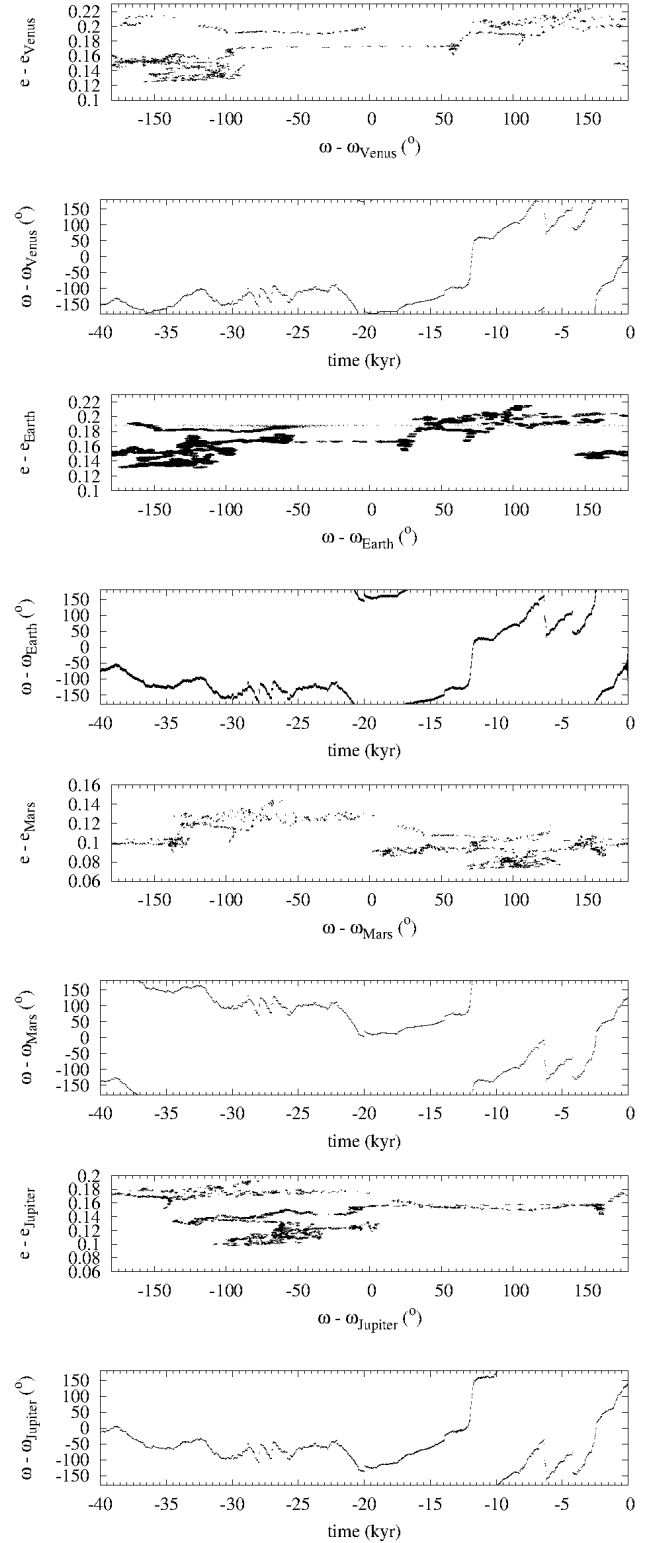 0.22
0.2
0.18
0.16
0.14
0.12
0.1
e - e_Venus
-150 -100 -50 0 50 100 150
ω - ω_Venus (°)
150
100
50
0
-50
-100
-150
ω - ω_Venus (°)
-40 -35 -30 -25 -20 -15 -10 -5 0
time (kyr)
0.22
0.2
0.18
0.16
0.14
0.12
0.1
e - e_Earth
-150 -100 -50 0 50 100 150
ω - ω_Earth (°)
150
100
50
0
-50
-100
-150
ω - ω_Earth (°)
-40 -35 -30 -25 -20 -15 -10 -5 0
time (kyr)
0.16
0.14
0.12
0.1
0.08
0.06
e - e_Mars
-150 -100 -50 0 50 100 150
ω - ω_Mars (°)
150
100
50
0
-50
-100
-150
ω - ω_Mars (°)
-40 -35 -30 -25 -20 -15 -10 -5 0
time (kyr)
0.2
0.18
0.16
0.14
0.12
0.1
0.08
0.06
e - e_Jupiter
-150 -100 -50 0 50 100 150
ω - ω_Jupiter (°)
150
100
50
0
-50
-100
-150
ω - ω_Jupiter (°)
-40 -35 -30 -25 -20 -15 -10 -5 0
time (kyr)